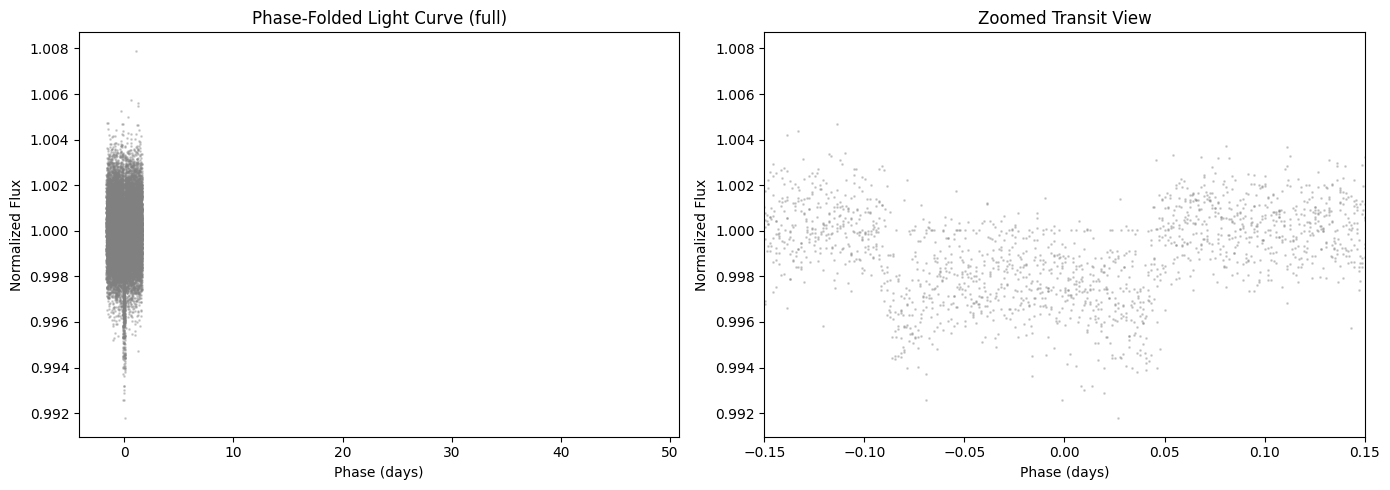 Phase-Folded Light Curve (full)
Normalized Flux
1.008
1.006
1.004
1.002
1.000
0.998
0.996
0.994
0.992
0 10 20 30 40 50
Phase (days)
Zoomed Transit View
Normalized Flux
1.008
1.006
1.004
1.002
1.000
0.998
0.996
0.994
0.992
−0.15 −0.10 −0.05 0.00 0.05 0.10 0.15
Phase (days)